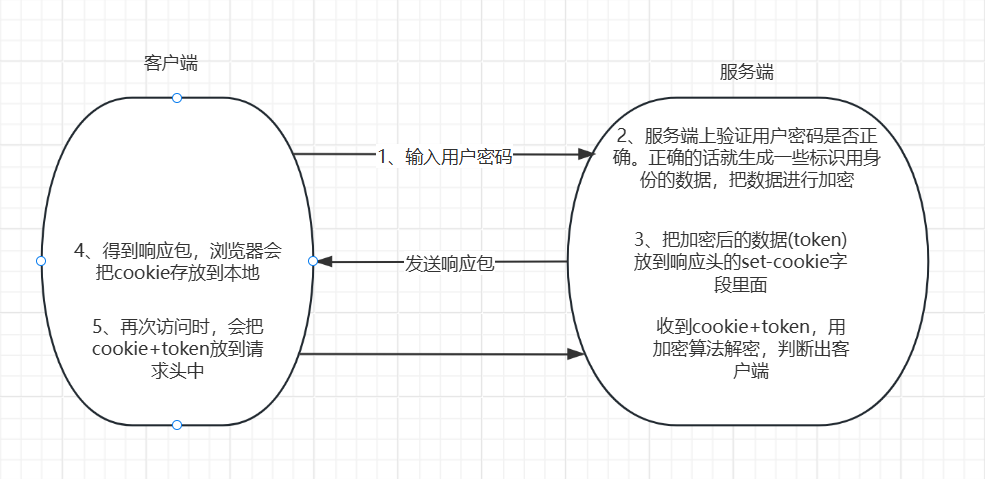 客户端
服务端
1、输入用户密码
2、服务端上验证用户密码是否正
确。正确的话就生成一些标识用身
份的数据，把数据进行加密
3、把加密后的数据(token)
放到响应头的set-cookie字
段里面
发送响应包
4、得到响应包，浏览器会
把cookie存放到本地
5、再次访问时，会把
cookie+token放到请
求头中
收到cookie+token，用
加密算法解密，判断出客
户端